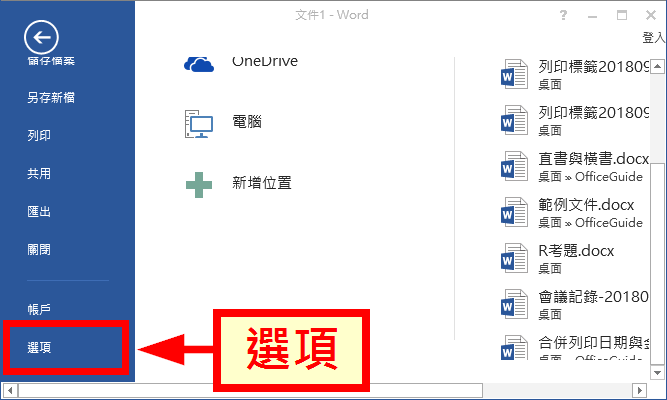 文件1 - Word
?
登入
儲存檔案
另存新檔
列印
共用
匯出
關閉
帳戶
選項
OneDrive
電腦
新增位置
列印標籤201809
桌面
列印標籤201809
桌面
直書與橫書.docx
桌面 » OfficeGuide
範例文件.docx
桌面 » OfficeGuide
R考題.docx
桌面
會議記錄-20180
桌面
合併列印日期與金
桌面
選項